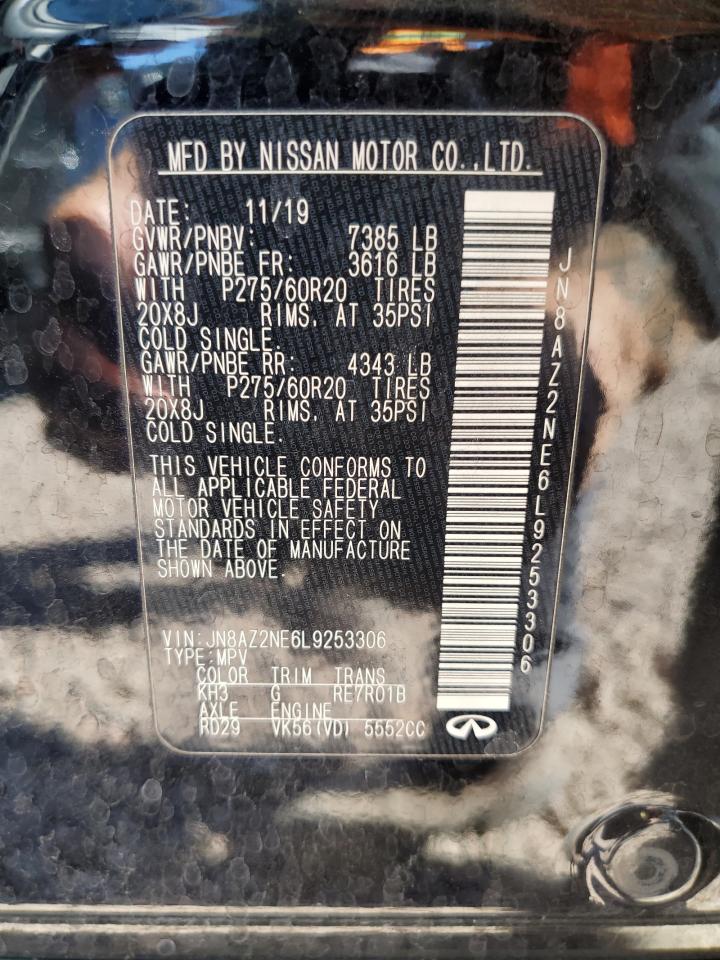 MFD BY NISSAN MOTOR CO.,LTD.
DATE: 11/19
GVWR/PNBV: 7385 LB
GAWR/PNBE FR: 3616 LB
WITH P275/60R20 TIRES
20X8J RIMS, AT 35PSI
COLD SINGLE.
GAWR/PNBE RR: 4343 LB
WITH P275/60R20 TIRES
20X8J RIMS, AT 35PSI
COLD SINGLE.
THIS VEHICLE CONFORMS TO
ALL APPLICABLE FEDERAL
MOTOR VEHICLE SAFETY
STANDARDS IN EFFECT ON
THE DATE OF MANUFACTURE
SHOWN ABOVE.
VIN:JN8AZ2NE6L9253306
TYPE:MPV
COLOR TRIM TRANS
KH3 G RE7R01B
AXLE ENGINE
RD29 VK56(VD) 5552CC
JN8AZ2NE6L9253306